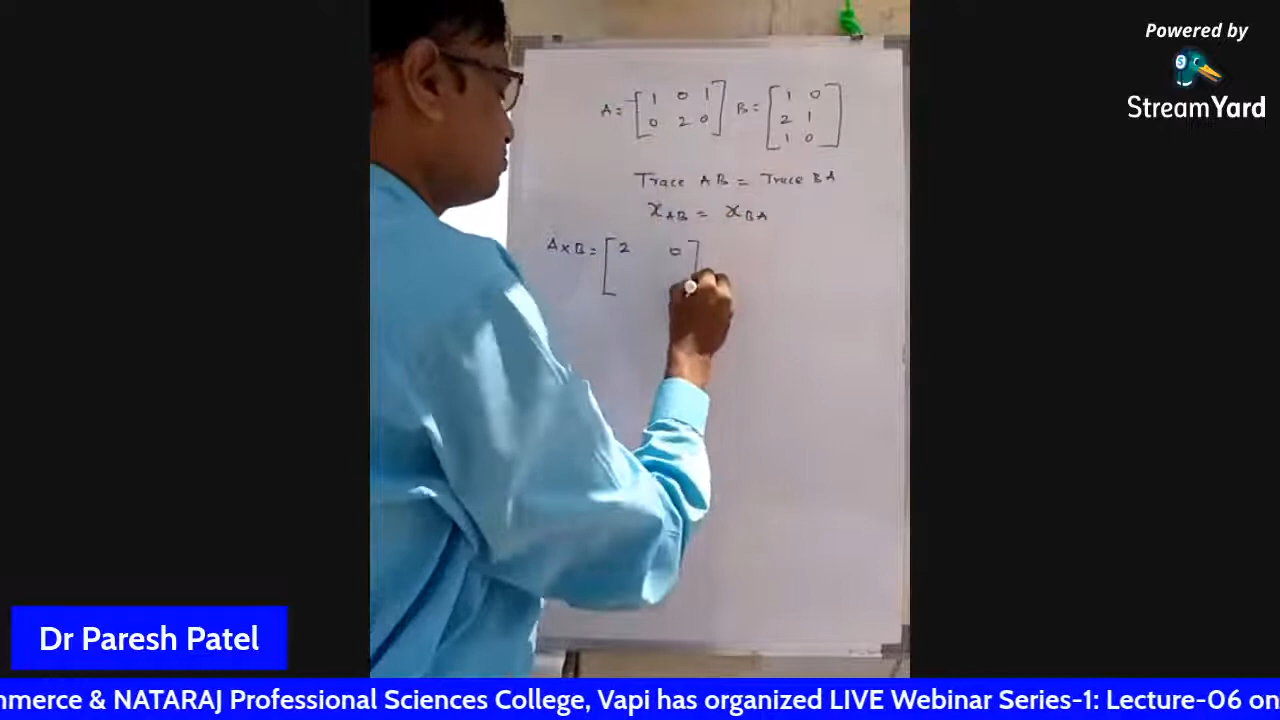 Powered by
StreamYard
A = [ 1 0 1
0 2 0 ] B = [ 1 0
2 1
1 0 ]
Trace AB = Trace BA
χ_AB = χ_BA
A × B = [ 2 0 ]
Dr Paresh Patel
mmerce & NATARAJ Professional Sciences College, Vapi has organized LIVE Webinar Series-1: Lecture-06 on